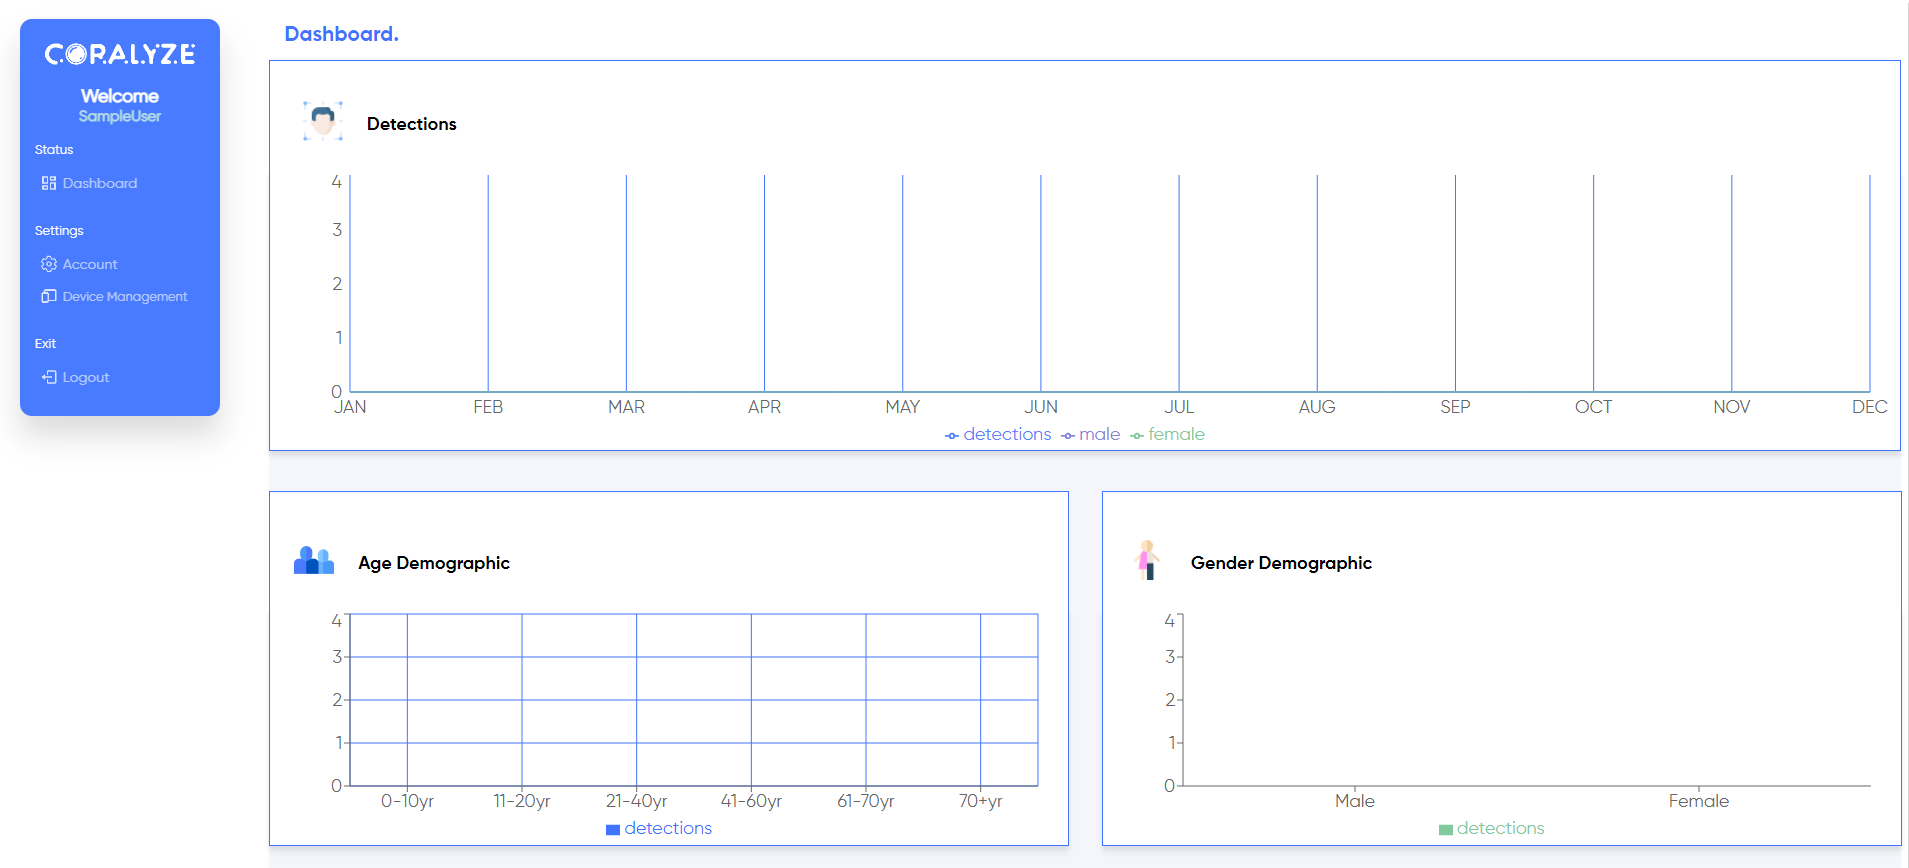 CORALYZE
Welcome
SampleUser
Status
Dashboard
Settings
Account
Device Management
Exit
Logout
Dashboard.
Detections
4
3
2
1
0
JAN FEB MAR APR MAY JUN JUL AUG SEP OCT NOV DEC
detections male female
Age Demographic
4
3
2
1
0
0-10yr 11-20yr 21-40yr 41-60yr 61-70yr 70+yr
detections
Gender Demographic
4
3
2
1
0
Male Female
detections